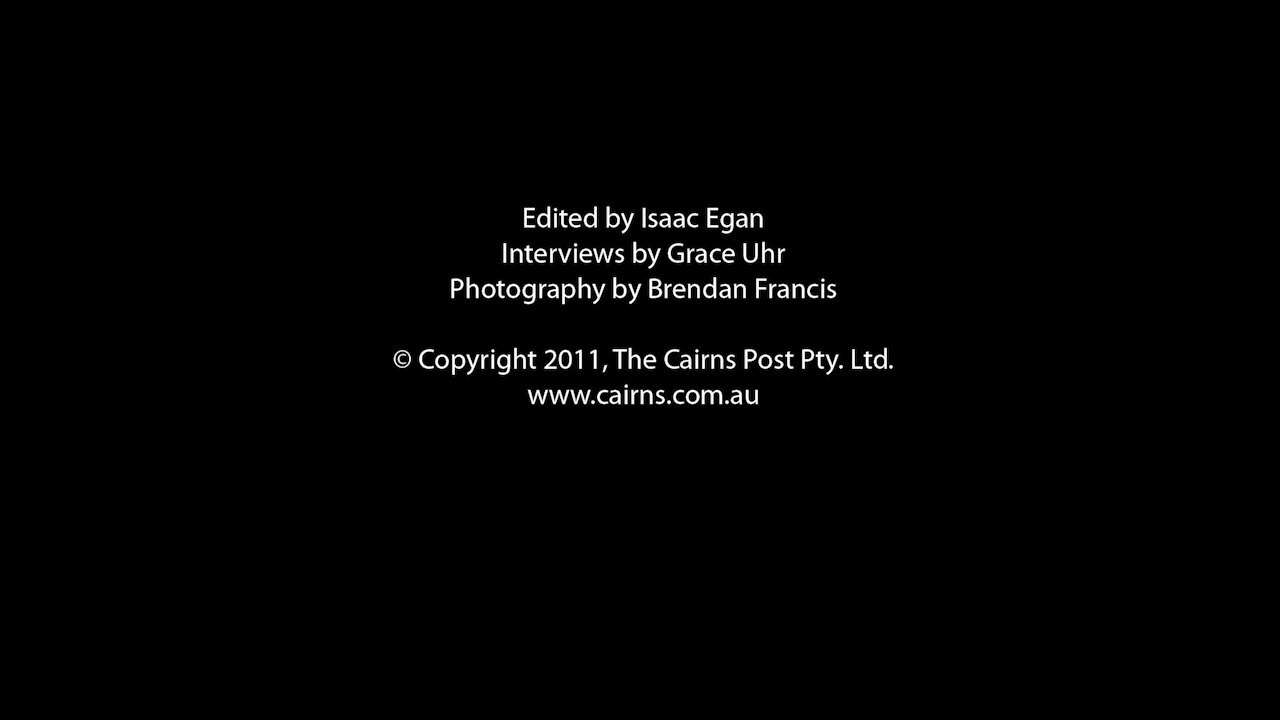 Edited by Isaac Egan
Interviews by Grace Uhr
Photography by Brendan Francis
© Copyright 2011, The Cairns Post Pty. Ltd.
www.cairns.com.au